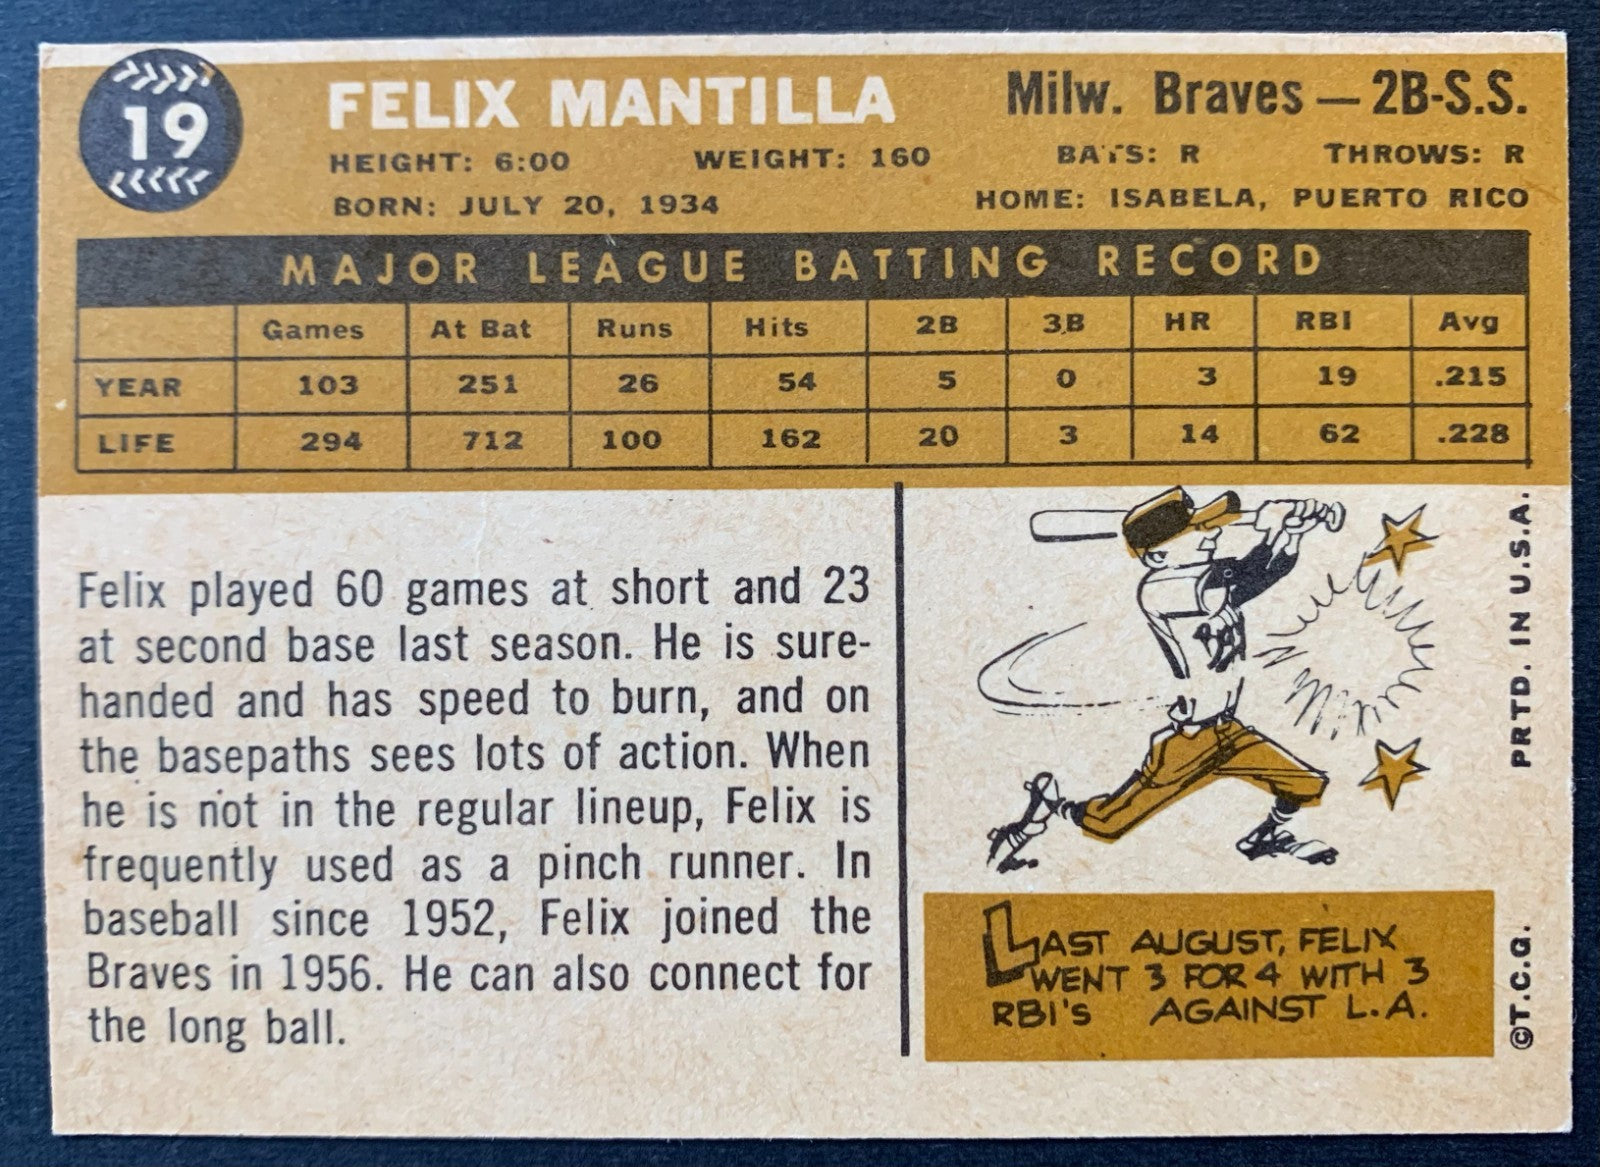 19
FELIX MANTILLA
Milw. Braves — 2B-S.S.
HEIGHT: 6:00 WEIGHT: 160 BATS: R THROWS: R
BORN: JULY 20, 1934 HOME: ISABELA, PUERTO RICO
MAJOR LEAGUE BATTING RECORD
Games At Bat Runs Hits 2B 3B HR RBI Avg
YEAR 103 251 26 54 5 0 3 19 .215
LIFE 294 712 100 162 20 3 14 62 .228
Felix played 60 games at short and 23
at second base last season. He is sure-
handed and has speed to burn, and on
the basepaths sees lots of action. When
he is not in the regular lineup, Felix is
frequently used as a pinch runner. In
baseball since 1952, Felix joined the
Braves in 1956. He can also connect for
the long ball.
LAST AUGUST, FELIX
WENT 3 FOR 4 WITH 3
RBI'S AGAINST L.A.
©T.C.G. PRTD. IN U.S.A.